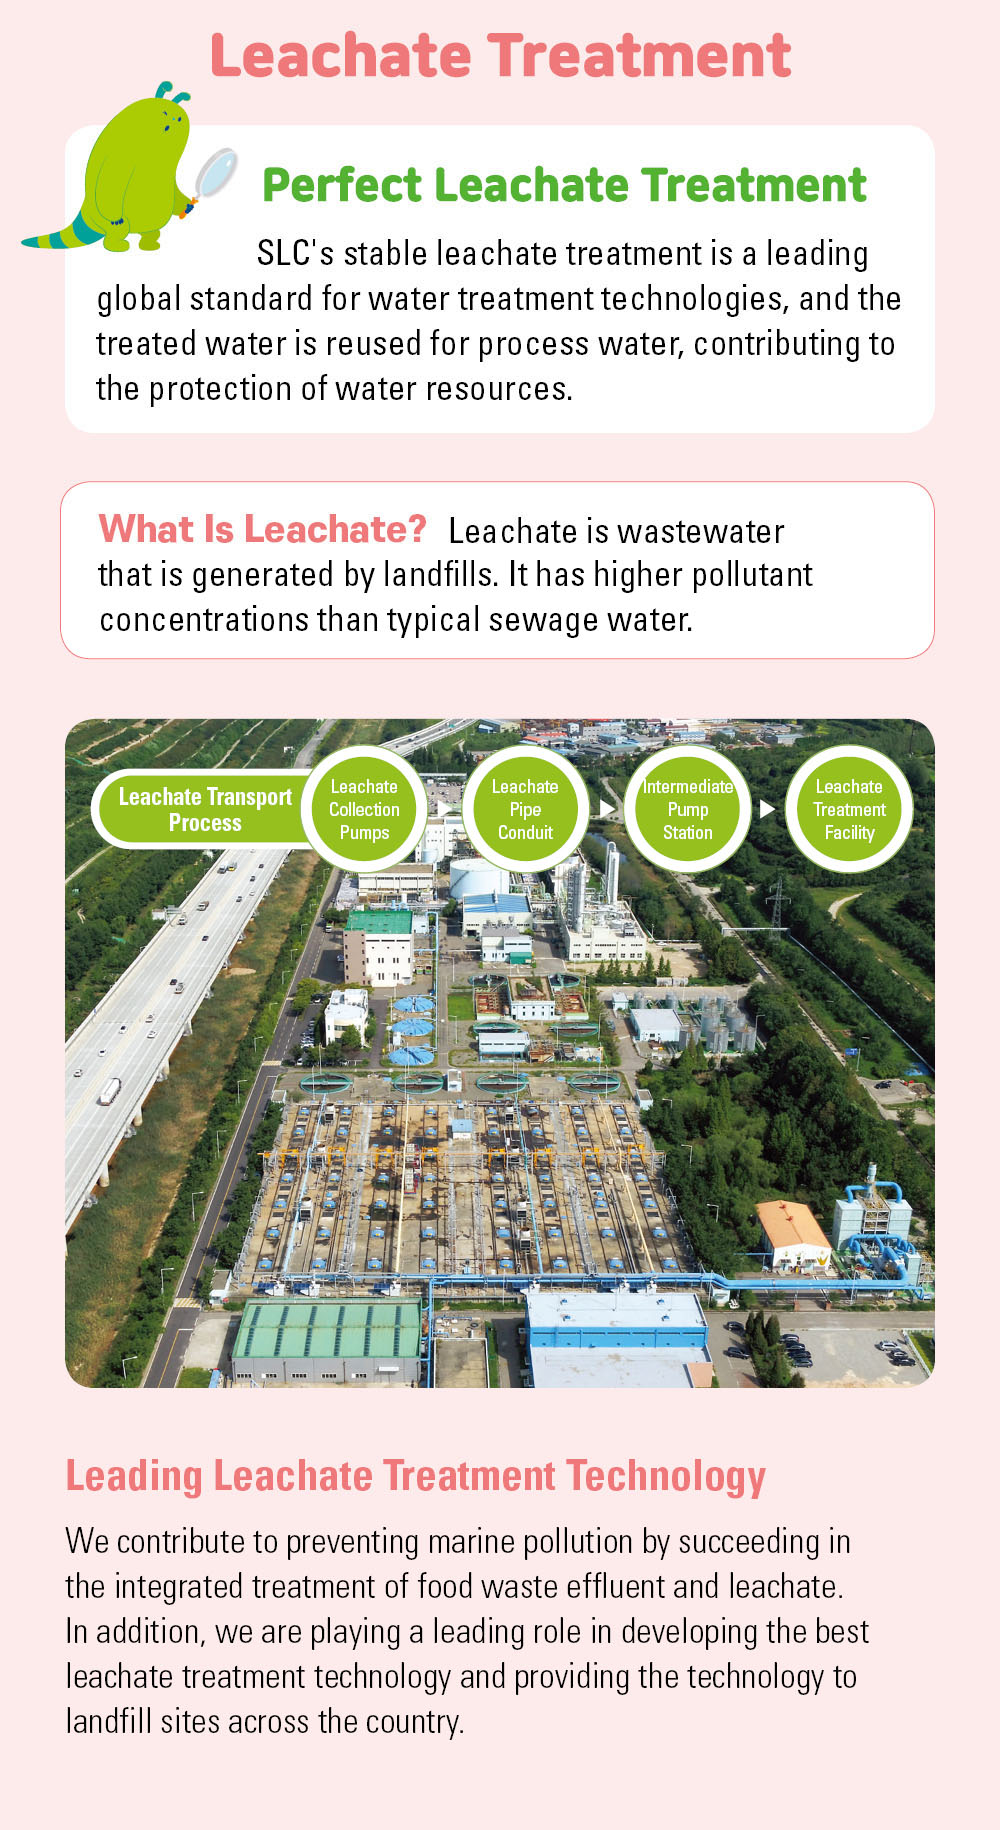 Leachate Treatment
Perfect Leachate Treatment
SLC's stable leachate treatment is a leading
global standard for water treatment technologies, and the
treated water is reused for process water, contributing to
the protection of water resources.
What Is Leachate? Leachate is wastewater
that is generated by landfills. It has higher pollutant
concentrations than typical sewage water.
Leachate Transport
Process
Leachate
Collection
Pumps
Leachate
Pipe
Conduit
Intermediate
Pump
Station
Leachate
Treatment
Facility
Leading Leachate Treatment Technology
We contribute to preventing marine pollution by succeeding in
the integrated treatment of food waste effluent and leachate.
In addition, we are playing a leading role in developing the best
leachate treatment technology and providing the technology to
landfill sites across the country.